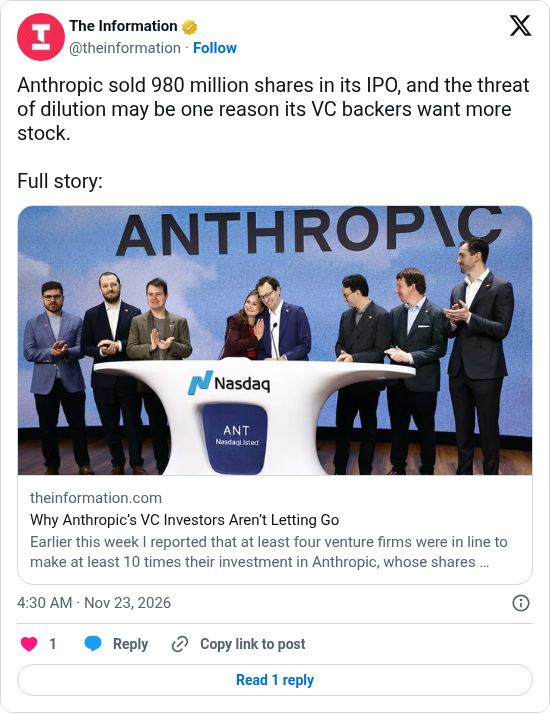 The Information
@theinformation · Follow
Anthropic sold 980 million shares in its IPO, and the threat
of dilution may be one reason its VC backers want more
stock.
Full story:
ANTHROP\C
Nasdaq
ANT
NasdaqListed
theinformation.com
Why Anthropic’s VC Investors Aren’t Letting Go
Earlier this week I reported that at least four venture firms were in line to
make at least 10 times their investment in Anthropic, whose shares ...
4:30 AM · Nov 23, 2026
1 Reply Copy link to post
Read 1 reply